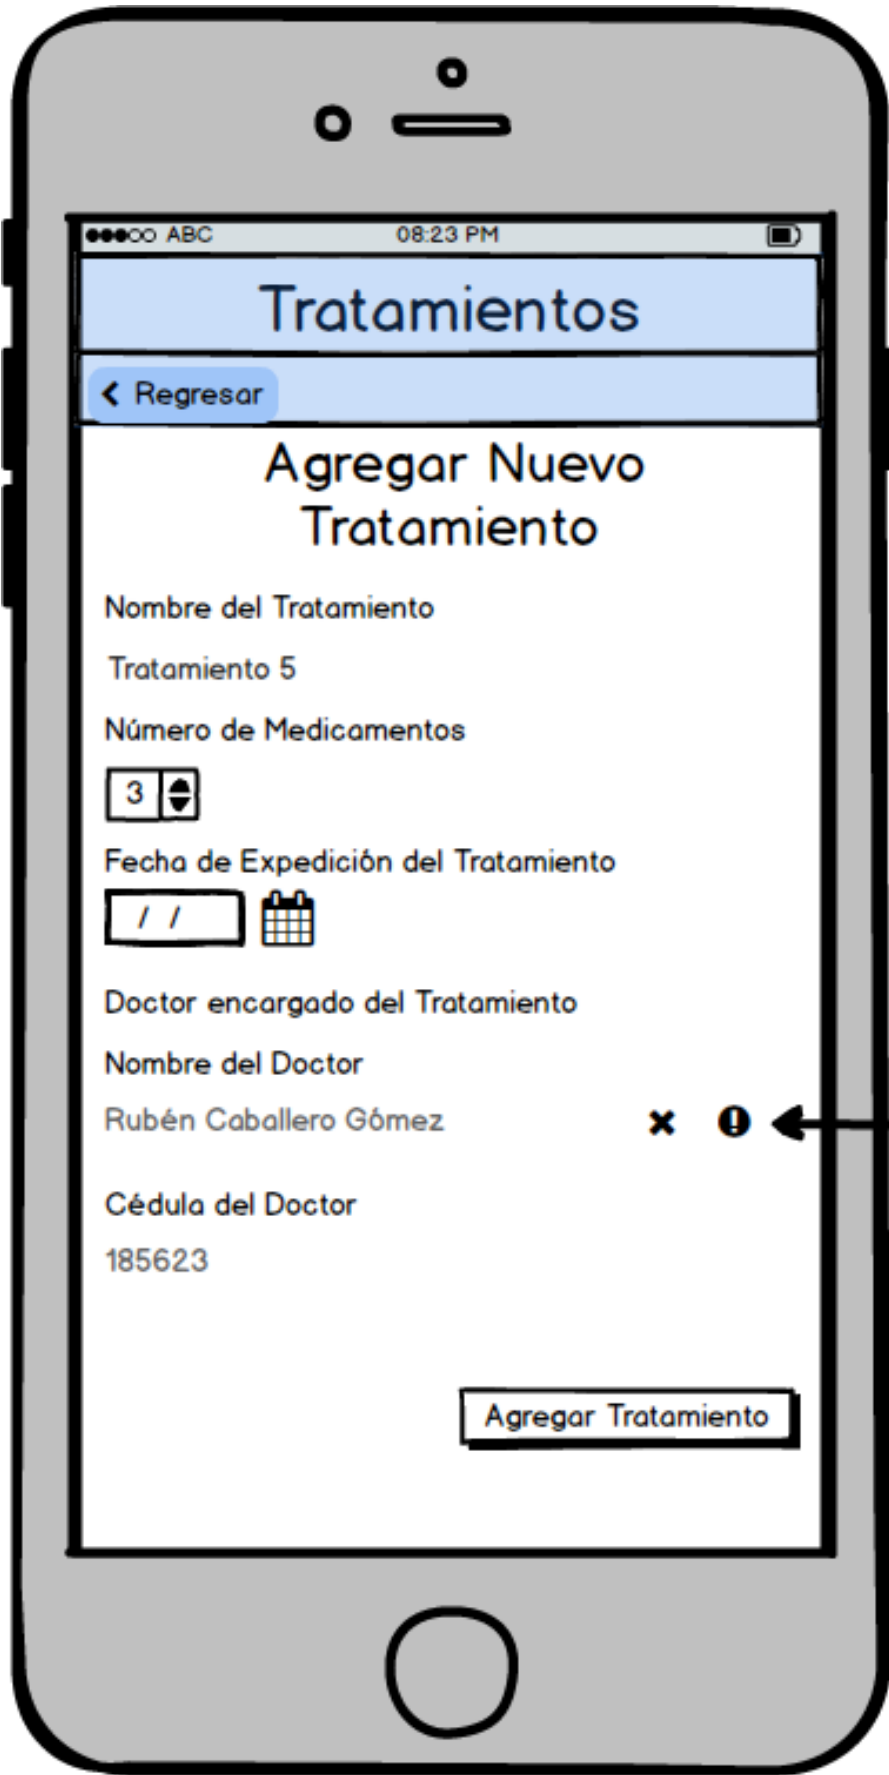 ABC 08:23 PM
Tratamientos
Regresar
Agregar Nuevo
Tratamiento
Nombre del Tratamiento
Tratamiento 5
Número de Medicamentos
3
Fecha de Expedición del Tratamiento
/ /
Doctor encargado del Tratamiento
Nombre del Doctor
Rubén Caballero Gómez
Cédula del Doctor
185623
Agregar Tratamiento